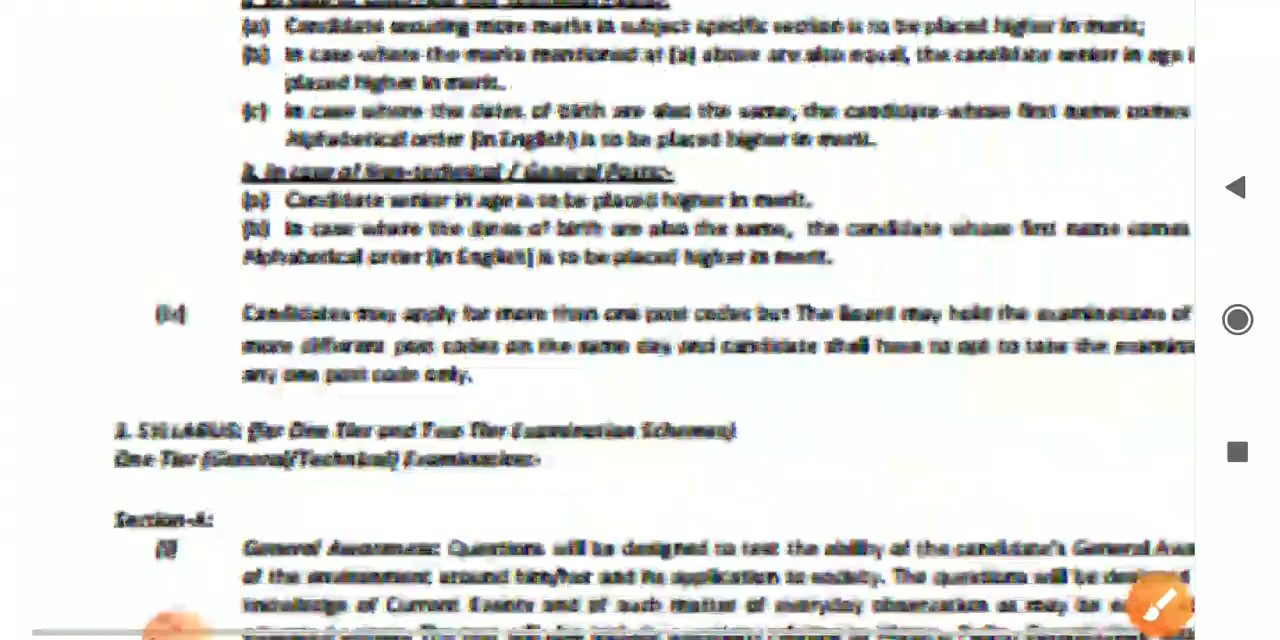 (a) Candidate securing more marks in subject specific section is to be placed higher in merit;
(b) In case where the marks mentioned at (a) above are also equal, the candidate senior in age
placed higher in merit.
(c) In case where the dates of birth are also the same, the candidate whose first name comes
Alphabetical order (in English) is to be placed higher in merit.
2. In case of Non-technical / General Posts:-
(a) Candidate senior in age is to be placed higher in merit.
(b) In case where the dates of birth are also the same, the candidate whose first name comes
Alphabetical order (in English) is to be placed higher in merit.
Candidates may apply for more than one post codes but The Board may hold the examinations of
more different post codes on the same day and candidate shall have to opt to take the
any one post code only.
SYLLABUS: (for One Tier and Two Tier Examination Schemes)
One Tier (General/Technical) Examination:-
Section-A:
(i) General Awareness: Questions will be designed to test the ability of the candidate's General
of the environment around him/her and its application to society. The questions will be
knowledge of Current Events and of such matter of everyday observation as may be